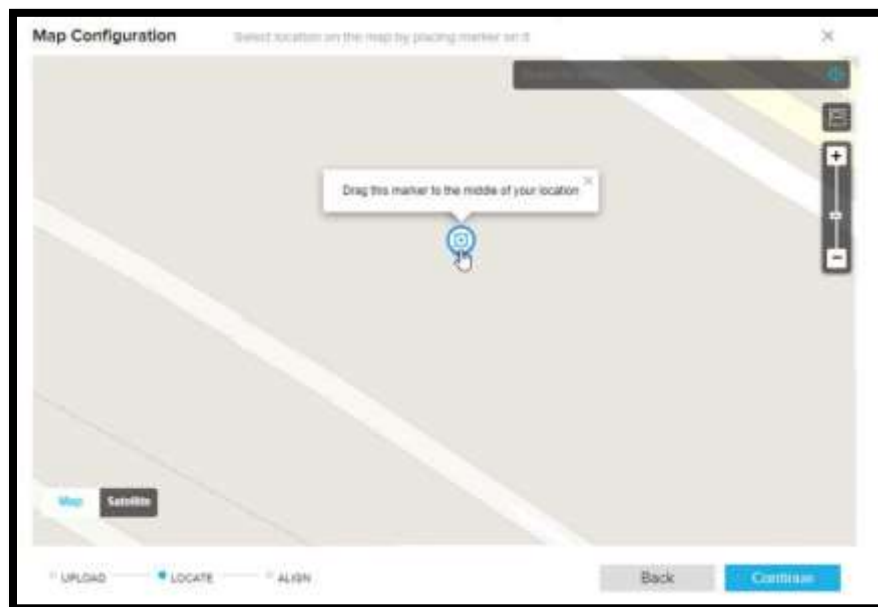 Map Configuration
Select location on the map by placing marker on it
Drag this marker to the middle of your location
Map
Satellite
UPLOAD
LOCATE
ALIGN
Back
Continue